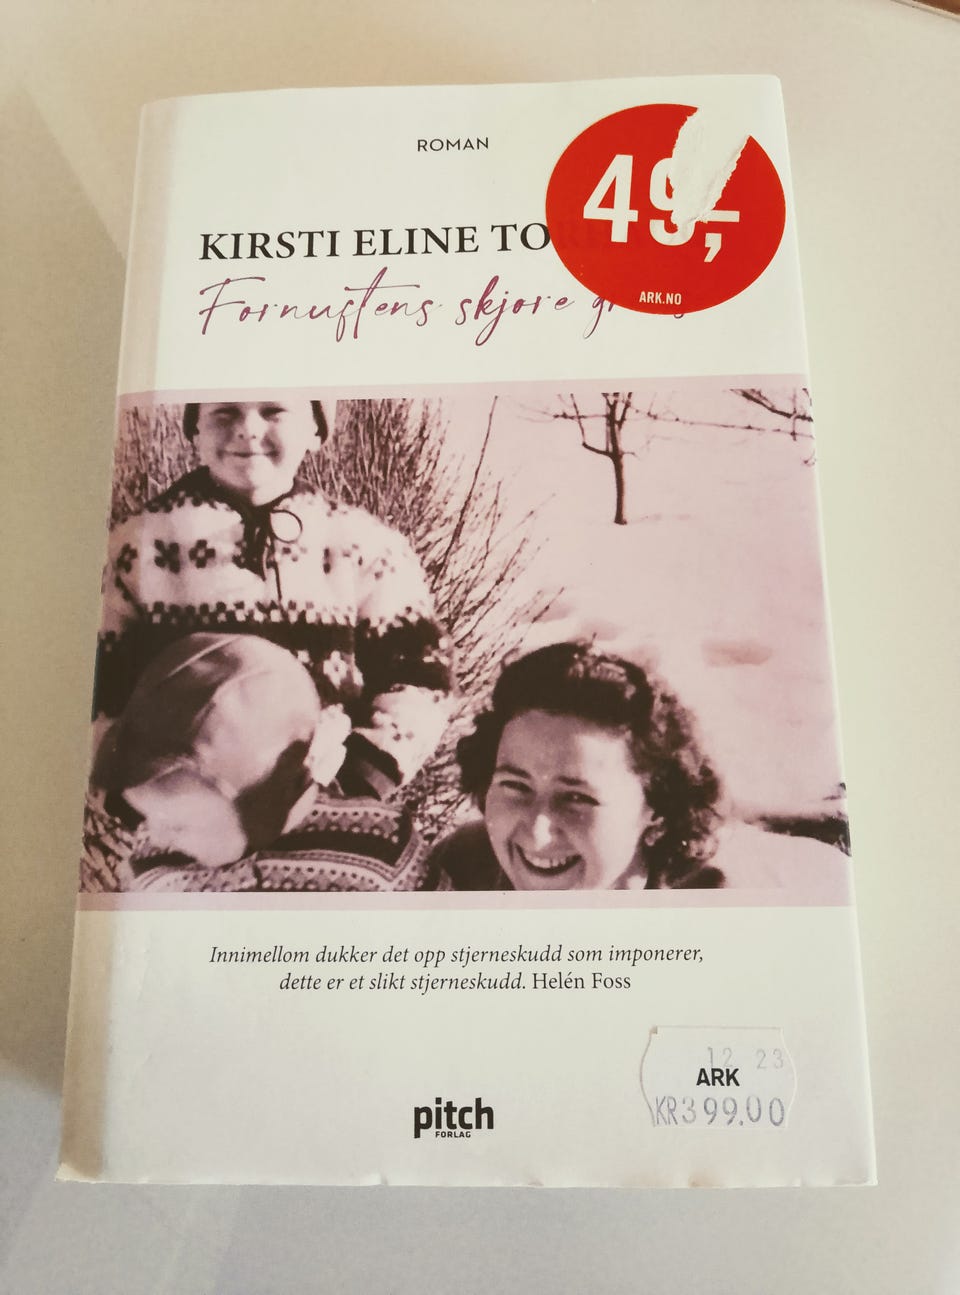 ROMAN
49,-
KIRSTI ELINE
Fornuftens skjøre
ARK.NO
Innimellom dukker det opp stjerneskudd som imponerer,
dette er et slikt stjerneskudd. Helén Foss
12 23
ARK
KR399.00
pitch
FORLAG